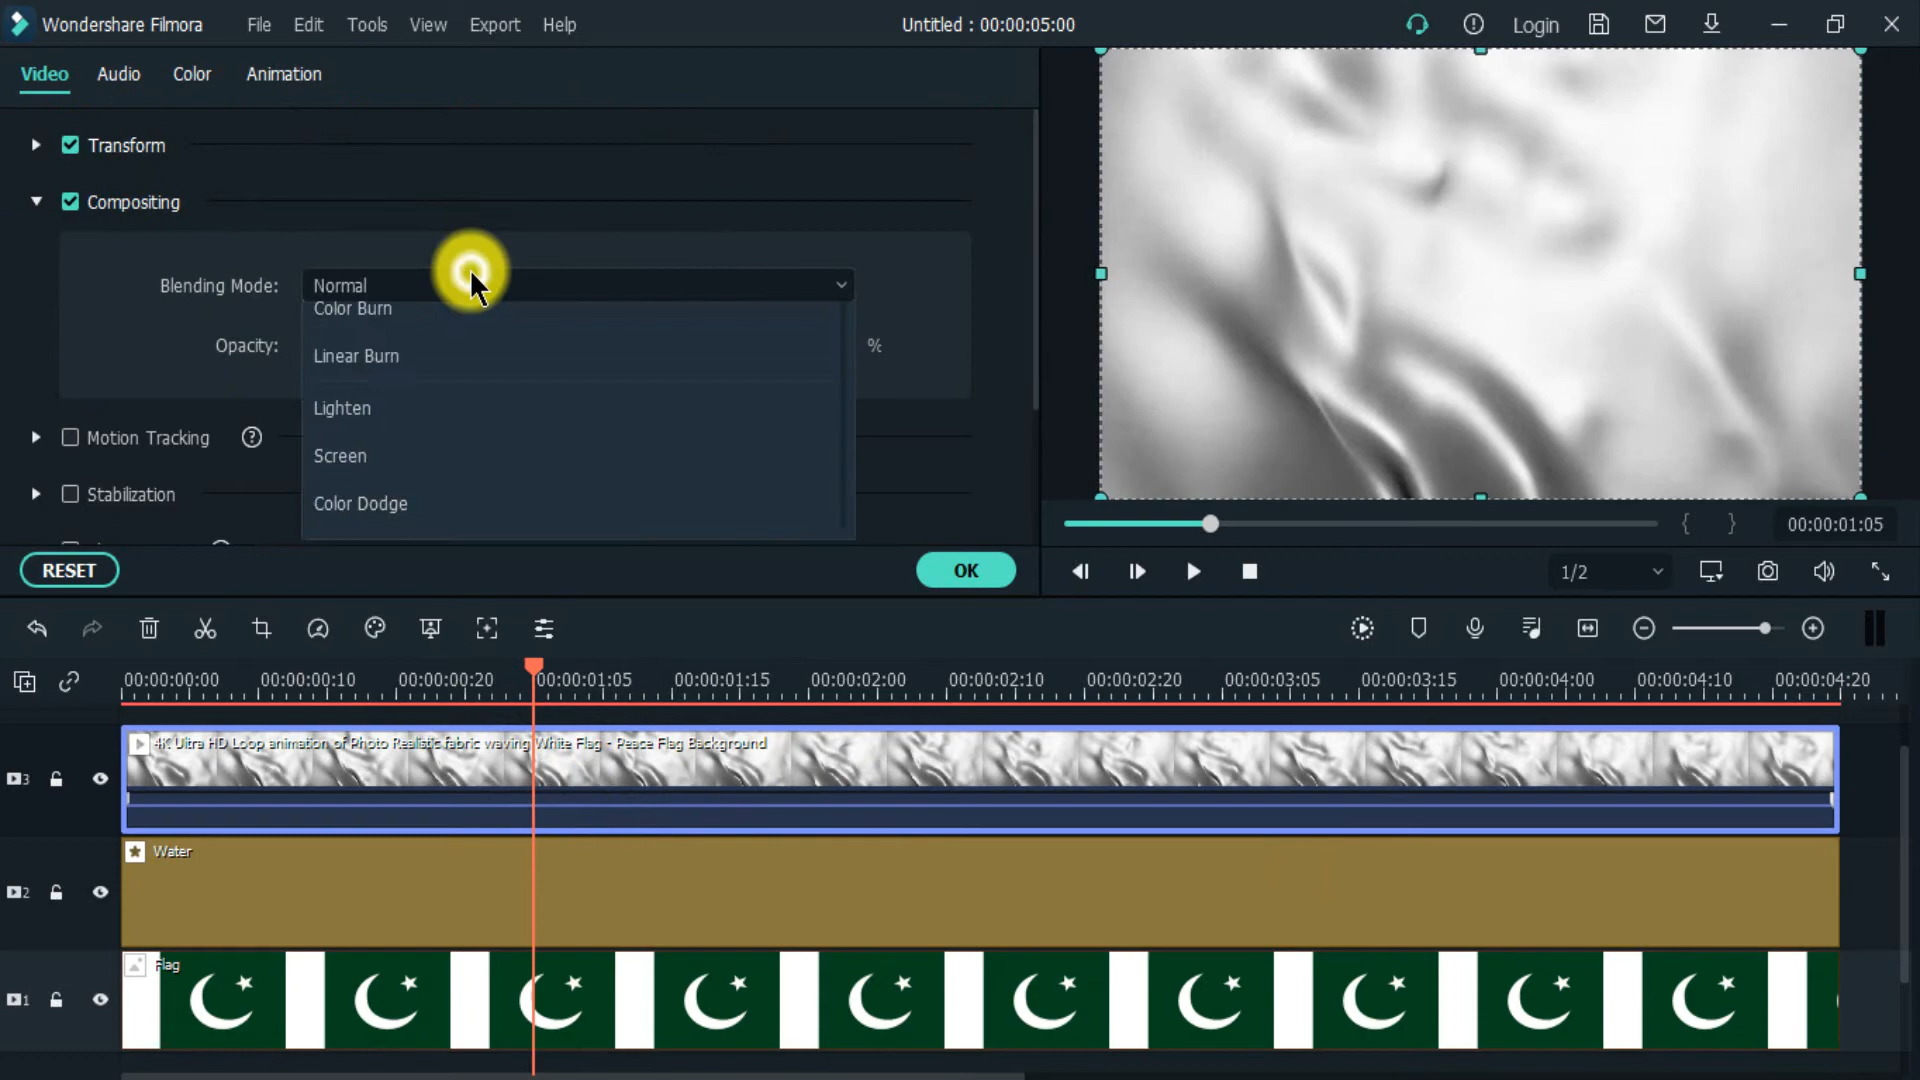 Wondershare Filmora File Edit Tools View Export Help Untitled : 00:00:05:00 Login
Video Audio Color Animation
Transform
Compositing
Blending Mode: Normal
Color Burn
Opacity: %
Linear Burn
Lighten
Motion Tracking
Screen
Stabilization
Color Dodge
{ } 00:00:01:05
RESET OK 1/2
00:00:00:00 00:00:00:10 00:00:00:20 00:00:01:05 00:00:01:15 00:00:02:00 00:00:02:10 00:00:02:20 00:00:03:05 00:00:03:15 00:00:04:00 00:00:04:10 00:00:04:20
4K Ultra HD Loop animation of Photo Realistic fabric waving White Flag - Peace Flag Background
3
Water
2
Flag
1